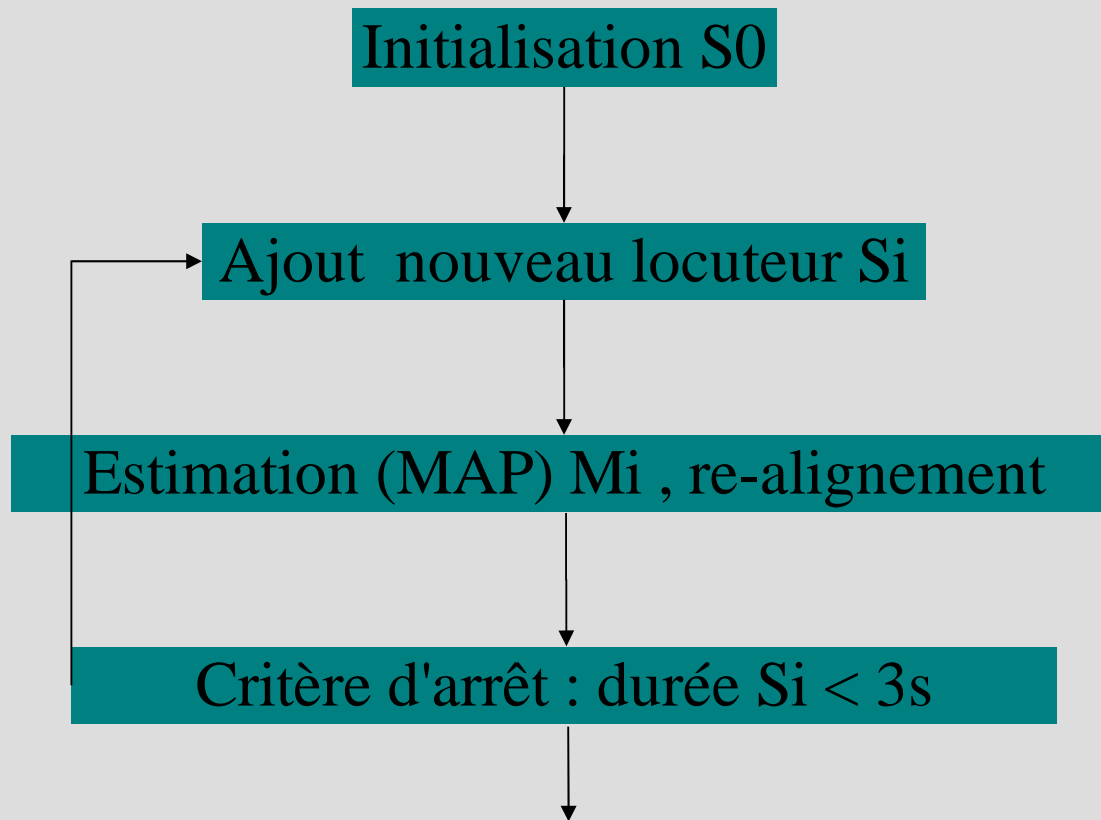 Initialisation S0
Ajout nouveau locuteur Si
Estimation (MAP) Mi , re-alignement
Critère d'arrêt : durée Si < 3s